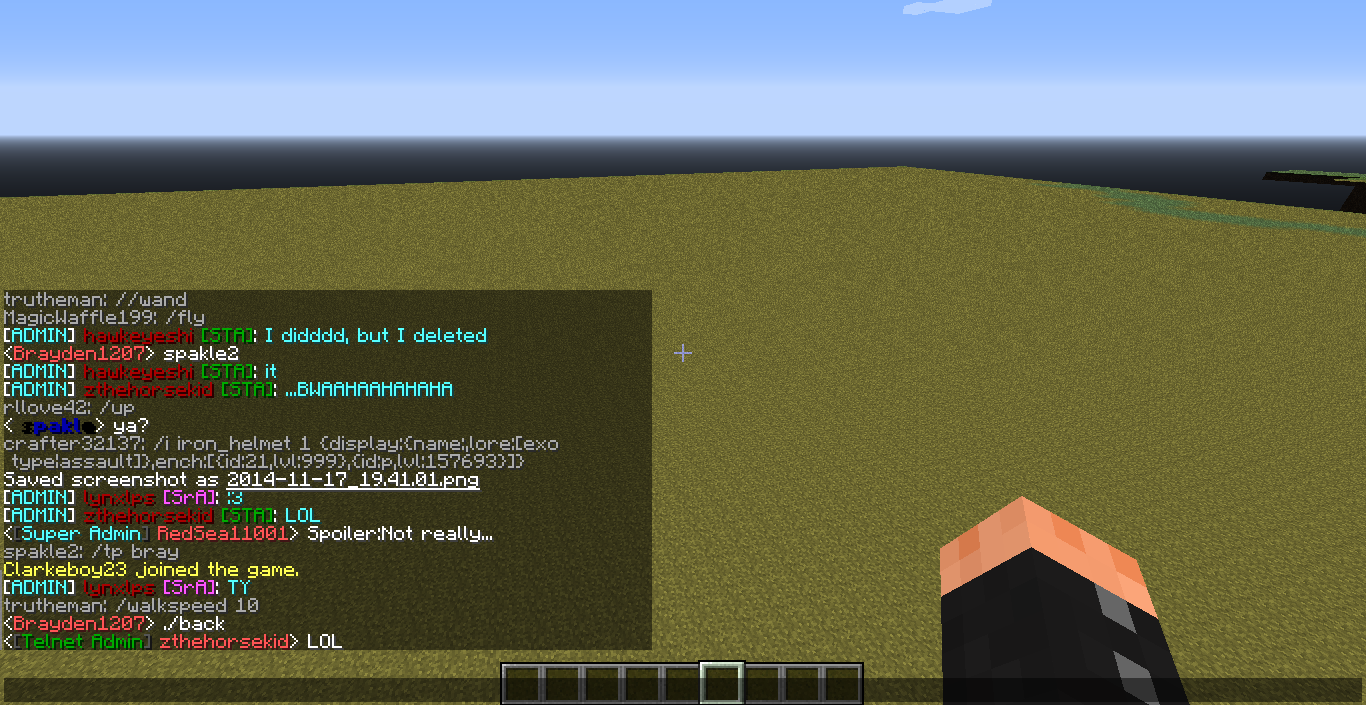 trutheman: //wand
MagicWaffle199: /fly
[ADMIN] hawkeyeshi [STA]: I didddd, but I deleted
<Brayden1207> spakle2
[ADMIN] hawkeyeshi [STA]: it
[ADMIN] zthehorsekid [STA]: ...BWAAHAAHAHAHA
rllove42: /up
< spakle> ya?
crafter32137: /i iron_helmet 1 {display:{name:,lore:[exo
type:assault]},ench:[{id:21,lvl:999},{id:p,lvl:157693}]}
Saved screenshot as 2014-11-17_19.41.01.png
[ADMIN] lynxlps [SrA]: :3
[ADMIN] zthehorsekid [STA]: LOL
<[Super Admin] RedSea11001> Spoiler:Not really...
spakle2: /tp bray
Clarkeboy23 joined the game.
[ADMIN] lynxlps [SrA]: TY
trutheman: /walkspeed 10
<Brayden1207> ./back
<[Telnet Admin] zthehorsekid> LOL